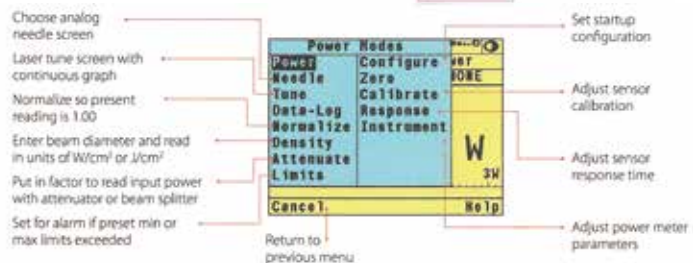 Choose analog
needle screen
Laser tune screen with
continuous graph
Normalize so present
reading is 1.00
Enter beam diameter and read
in units of W/cm² or J/cm²
Put in factor to read input power
with attenuator or beam splitter
Set for alarm if preset min or
max limits exceeded
Power Modes
Power
Needle
Tune
Data-Log
Normalize
Density
Attenuate
Limits
Configure
Zero
Calibrate
Response
Instrument
W
3W
Cancel
Help
Return to
previous menu
Set startup
configuration
Adjust sensor
calibration
Adjust sensor
response time
Adjust power meter
parameters